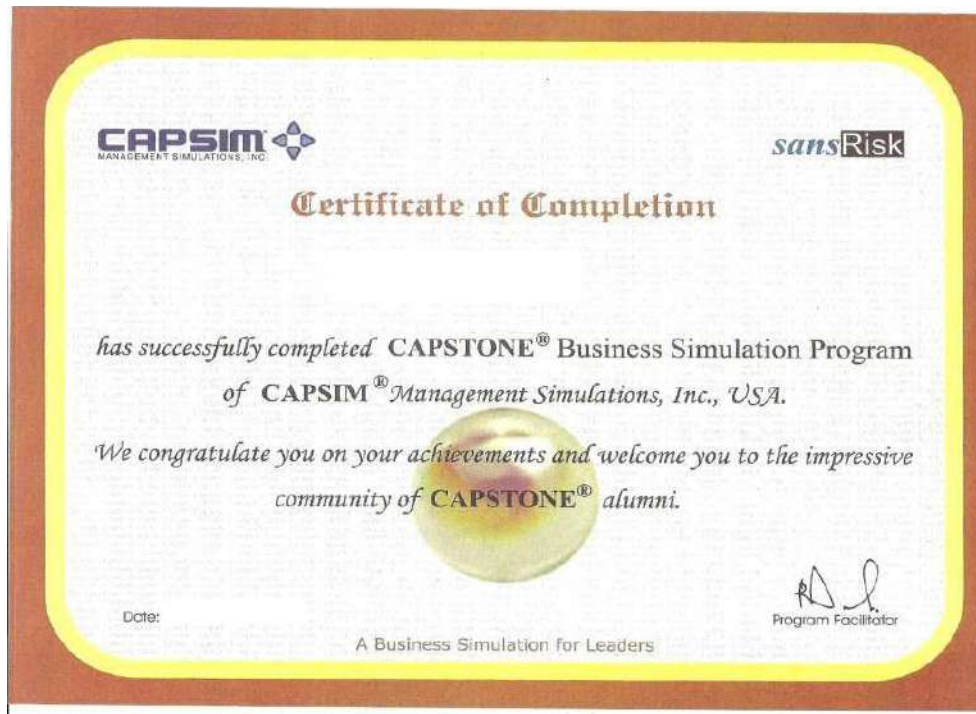 CAPSIM
MANAGEMENT SIMULATIONS, INC.
sansRisk
Certificate of Completion
has successfully completed CAPSTONE® Business Simulation Program
of CAPSIM® Management Simulations, Inc., USA.
We congratulate you on your achievements and welcome you to the impressive
community of CAPSTONE® alumni.
Date:
Program Facilitator
A Business Simulation for Leaders